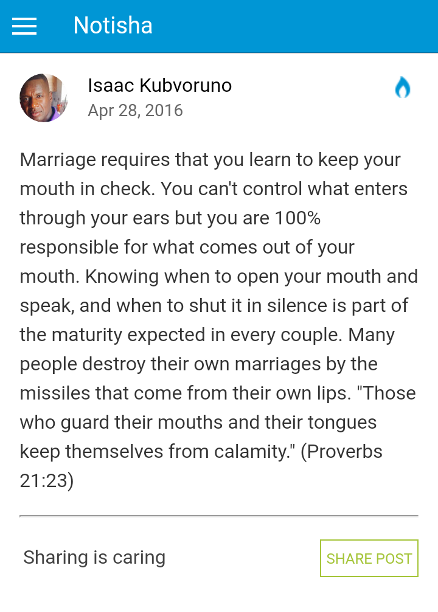 Notisha
Isaac Kubvoruno
Apr 28, 2016
Marriage requires that you learn to keep your
mouth in check. You can't control what enters
through your ears but you are 100%
responsible for what comes out of your
mouth. Knowing when to open your mouth and
speak, and when to shut it in silence is part of
the maturity expected in every couple. Many
people destroy their own marriages by the
missiles that come from their own lips. "Those
who guard their mouths and their tongues
keep themselves from calamity." (Proverbs
21:23)
Sharing is caring
SHARE POST